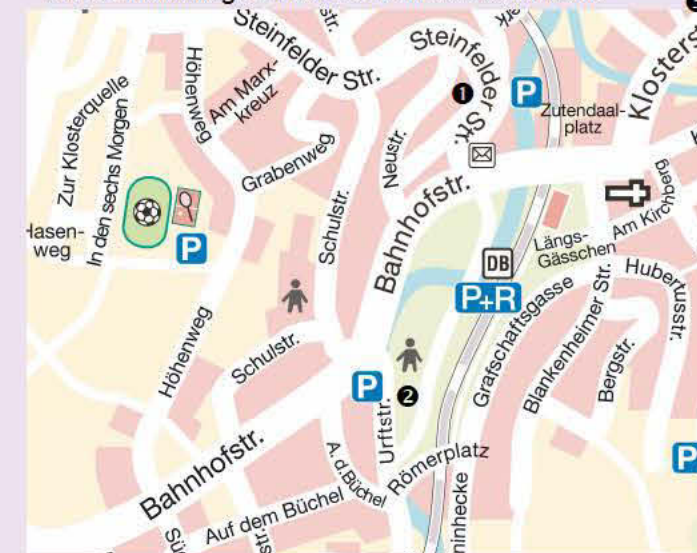 Steinfelder Str.
Steinfelder Str.
Klosters
P
Zutendaal-
platz
Höhenweg
Am Marx-
kreuz
Zur Klosterquelle
In den sechs Morgen
Grabenweg
Neustr.
Schulstr.
Bahnhofstr.
Am Kirchberg
Längs-
Gässchen
Hasen-
weg
P
DB
P+R
Hubertusstr.
Grafschaftsgasse
Blankenheimer Str.
Bergstr.
Höhenweg
Schulstr.
P
2
1
Urftstr.
Bahnhofstr.
A. d. Büchel
Römerplatz
Auf dem Büchel
P